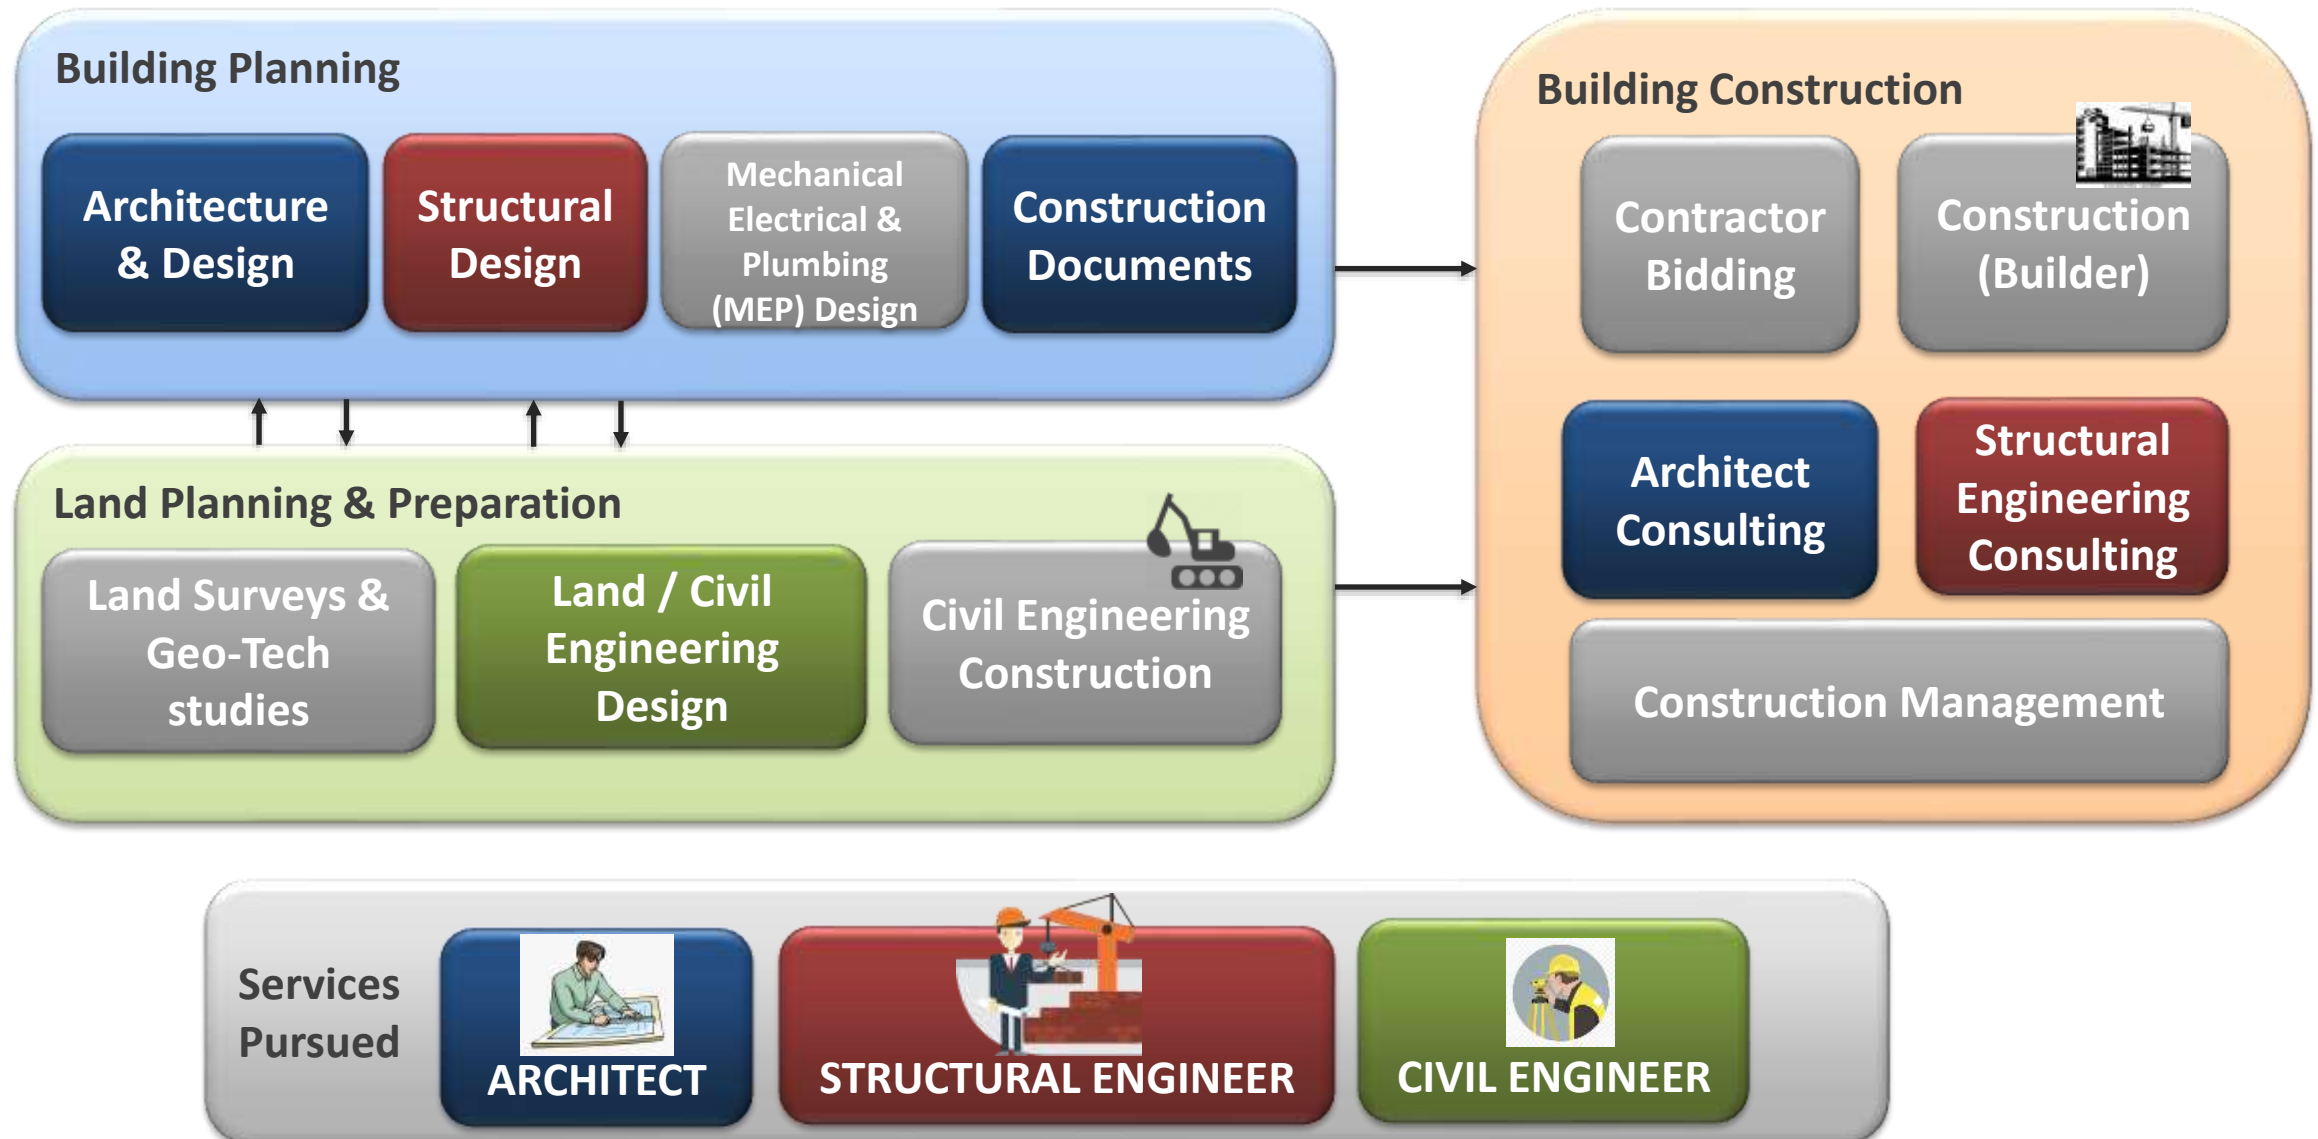 Building Planning
Architecture
& Design
Structural
Design
Mechanical
Electrical &
Plumbing
(MEP) Design
Construction
Documents
Building Construction
Contractor
Bidding
Construction
(Builder)
Architect
Consulting
Structural
Engineering
Consulting
Construction Management
Land Planning & Preparation
Land Surveys &
Geo-Tech
studies
Land / Civil
Engineering
Design
Civil Engineering
Construction
Services
Pursued
ARCHITECT
STRUCTURAL ENGINEER
CIVIL ENGINEER